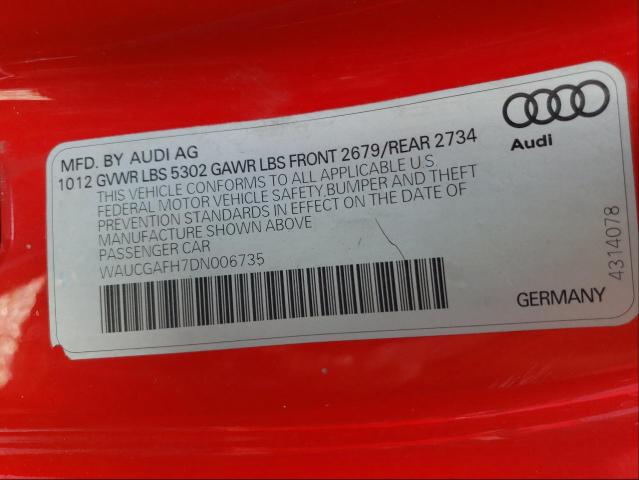 MFD. BY AUDI AG
1012 GVWR LBS 5302 GAWR LBS FRONT 2679/REAR 2734
THIS VEHICLE CONFORMS TO ALL APPLICABLE U.S.
FEDERAL MOTOR VEHICLE SAFETY,BUMPER AND THEFT
PREVENTION STANDARDS IN EFFECT ON THE DATE OF
MANUFACTURE SHOWN ABOVE
PASSENGER CAR
WAUCGAFH7DN006735
Audi
4314078
GERMANY